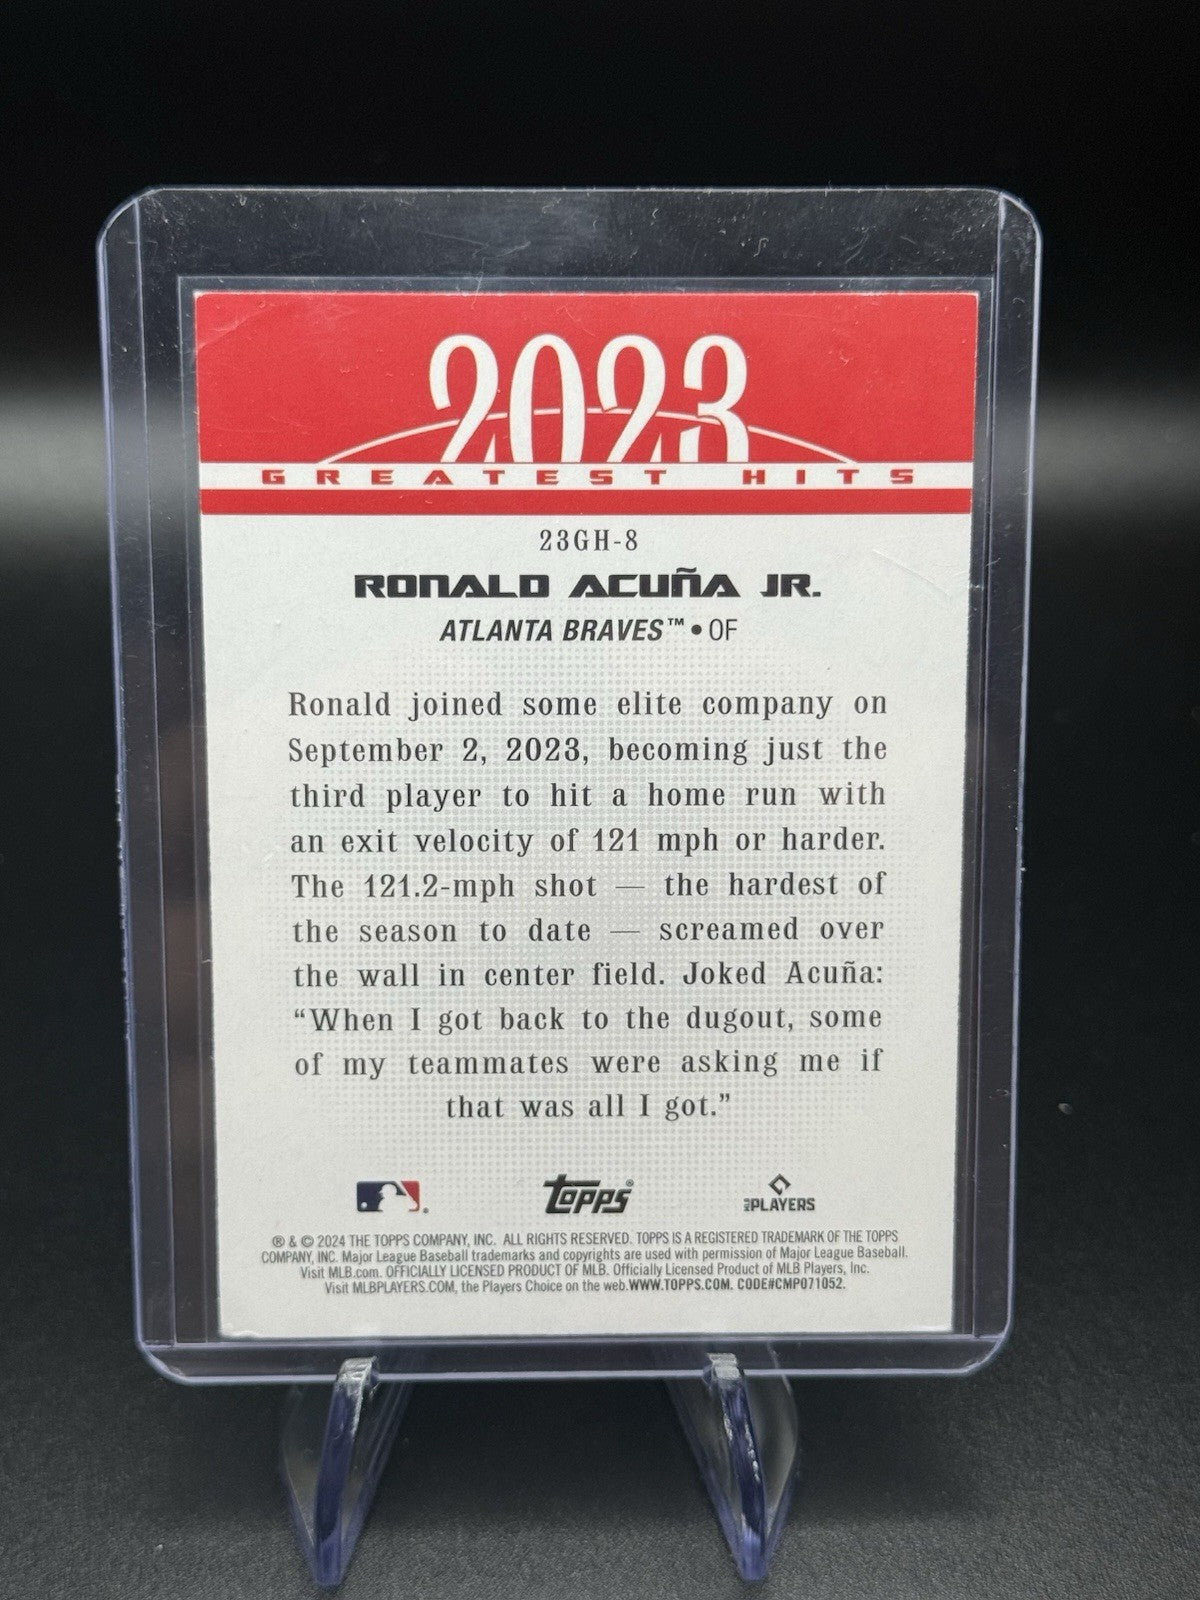 2023
GREATEST HITS
23GH-8
RONALD ACUÑA JR.
ATLANTA BRAVES™ • OF
Ronald joined some elite company on
September 2, 2023, becoming just the
third player to hit a home run with
an exit velocity of 121 mph or harder.
The 121.2-mph shot — the hardest of
the season to date — screamed over
the wall in center field. Joked Acuña:
“When I got back to the dugout, some
of my teammates were asking me if
that was all I got.”
Topps® MLB PLAYERS
® & © 2024 THE TOPPS COMPANY, INC. ALL RIGHTS RESERVED. TOPPS IS A REGISTERED TRADEMARK OF THE TOPPS
COMPANY, INC. Major League Baseball trademarks and copyrights are used with permission of Major League Baseball.
Visit MLB.com. OFFICIALLY LICENSED PRODUCT OF MLB. Officially Licensed Product of MLB Players, Inc.
Visit MLBPLAYERS.COM, the Players Choice on the web.WWW.TOPPS.COM. CODE#CMP071052.